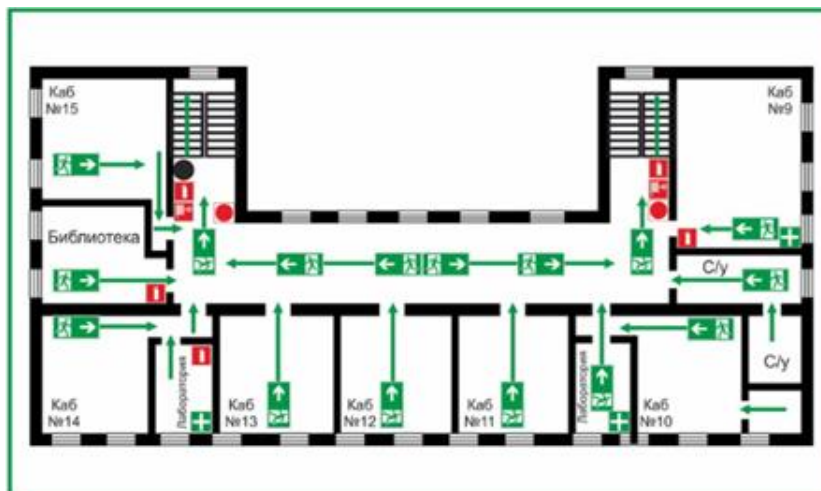 Каб
№15
Каб
№9
Библиотека
С/у
С/у
Каб
№14
Лаборатория
Каб
№13
Каб
№12
Каб
№11
Лаборатория
Каб
№10